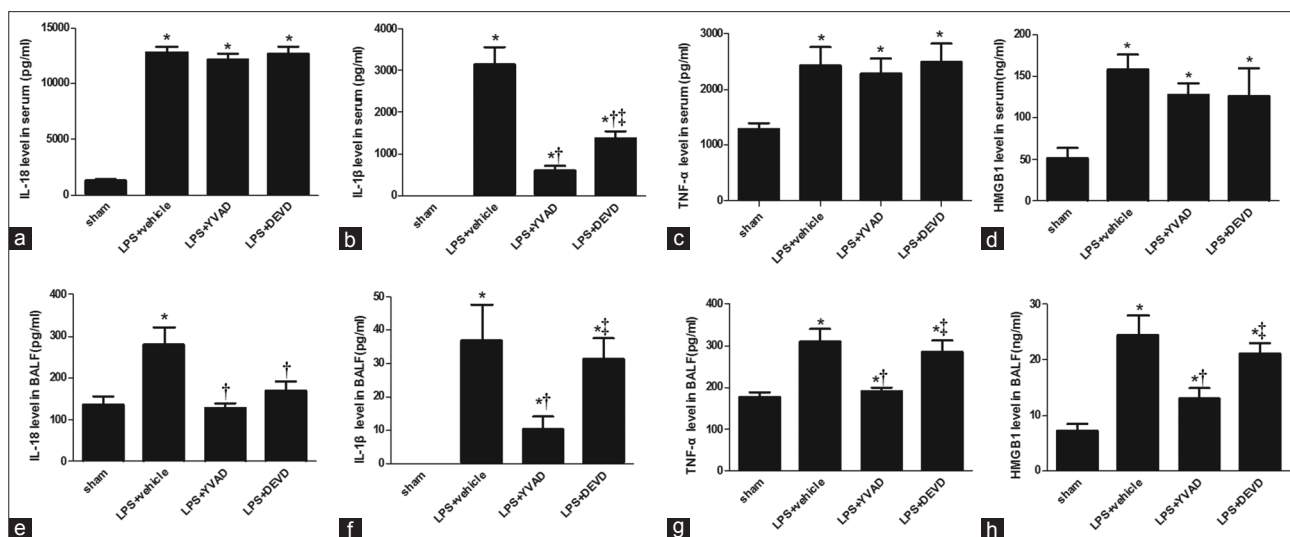 IL-18 level in serum (pg/ml)
15000
10000
5000
0
*
*
*
sham
LPS+vehicle
LPS+YVAD
LPS+DEVD
a
IL-1β level in serum (pg/ml)
4000
3000
2000
1000
0
*
*†
*†‡
sham
LPS+vehicle
LPS+YVAD
LPS+DEVD
b
TNF-α level in serum (pg/ml)
3000
2000
1000
0
*
*
*
sham
LPS+vehicle
LPS+YVAD
LPS+DEVD
c
HMGB1 level in serum(ng/ml)
200
150
100
50
0
*
*
*
sham
LPS+vehicle
LPS+YVAD
LPS+DEVD
d
IL-18 level in BALF(pg/ml)
400
300
200
100
0
*
†
†
sham
LPS+vehicle
LPS+YVAD
LPS+DEVD
e
IL-1β level in BALF(pg/ml)
50
40
30
20
10
0
*
*†
*‡
sham
LPS+vehicle
LPS+YVAD
LPS+DEVD
f
TNF-α level in BALF(pg/ml)
400
300
200
100
0
*
*†
*‡
sham
LPS+vehicle
LPS+YVAD
LPS+DEVD
g
HMGB1 level in BALF(ng/ml)
30
20
10
0
*
*†
*‡
sham
LPS+vehicle
LPS+YVAD
LPS+DEVD
h